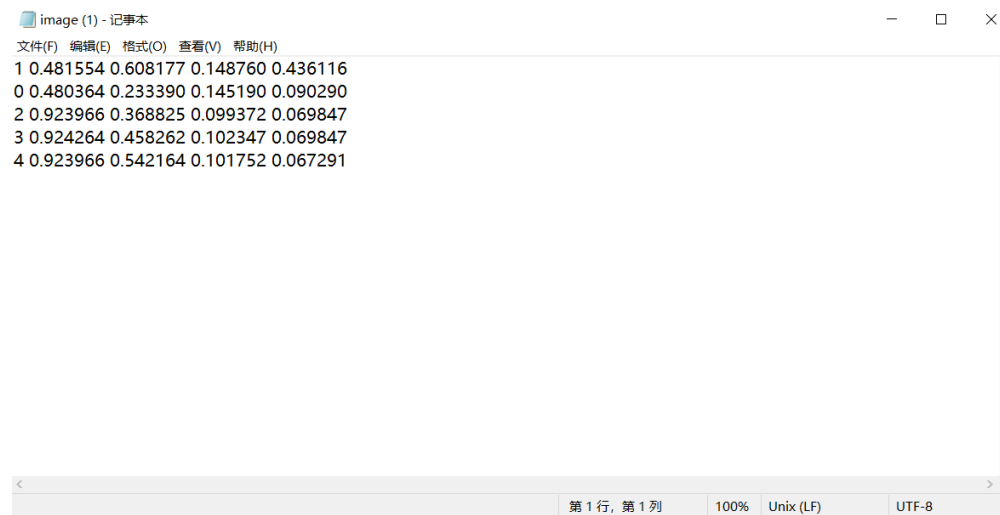 image (1) - 记事本
文件(F) 编辑(E) 格式(O) 查看(V) 帮助(H)
1 0.481554 0.608177 0.148760 0.436116
0 0.480364 0.233390 0.145190 0.090290
2 0.923966 0.368825 0.099372 0.069847
3 0.924264 0.458262 0.102347 0.069847
4 0.923966 0.542164 0.101752 0.067291
第 1 行，第 1 列 100% Unix (LF) UTF-8